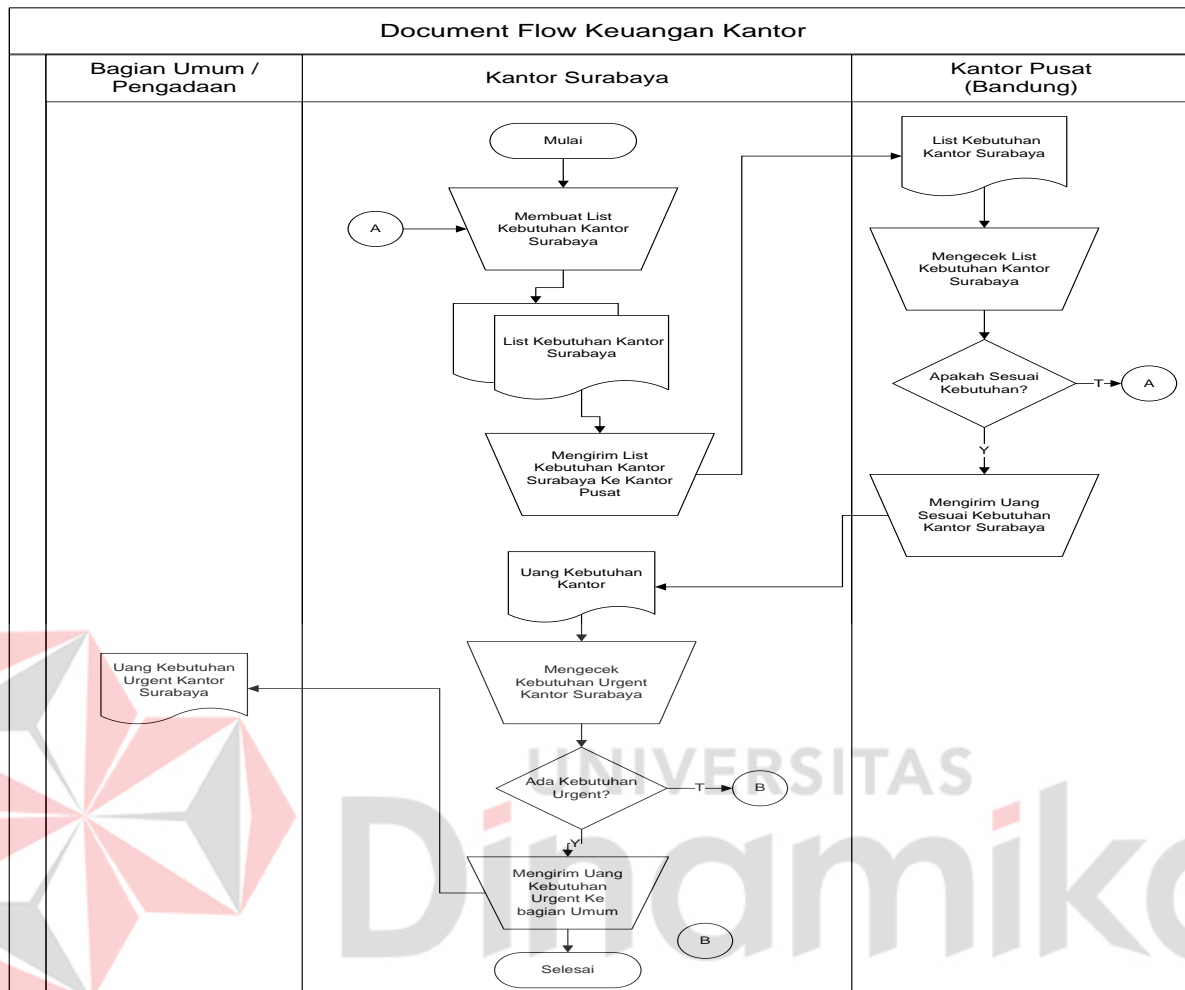 Document Flow Keuangan Kantor
Bagian Umum /
Pengadaan
Kantor Surabaya
Kantor Pusat
(Bandung)
Mulai
A
Membuat List
Kebutuhan Kantor
Surabaya
List Kebutuhan Kantor
Surabaya
Mengirim List
Kebutuhan Kantor
Surabaya Ke Kantor
Pusat
List Kebutuhan
Kantor Surabaya
Mengecek List
Kebutuhan Kantor
Surabaya
Apakah Sesuai
Kebutuhan?
T
A
Y
Mengirim Uang
Sesuai Kebutuhan
Kantor Surabaya
Uang Kebutuhan
Kantor
Mengecek
Kebutuhan Urgent
Kantor Surabaya
Uang Kebutuhan
Urgent Kantor
Surabaya
Ada Kebutuhan
Urgent?
T
B
Y
Mengirim Uang
Kebutuhan
Urgent Ke
bagian Umum
B
Selesai
UNIVERSITAS
Dinamika